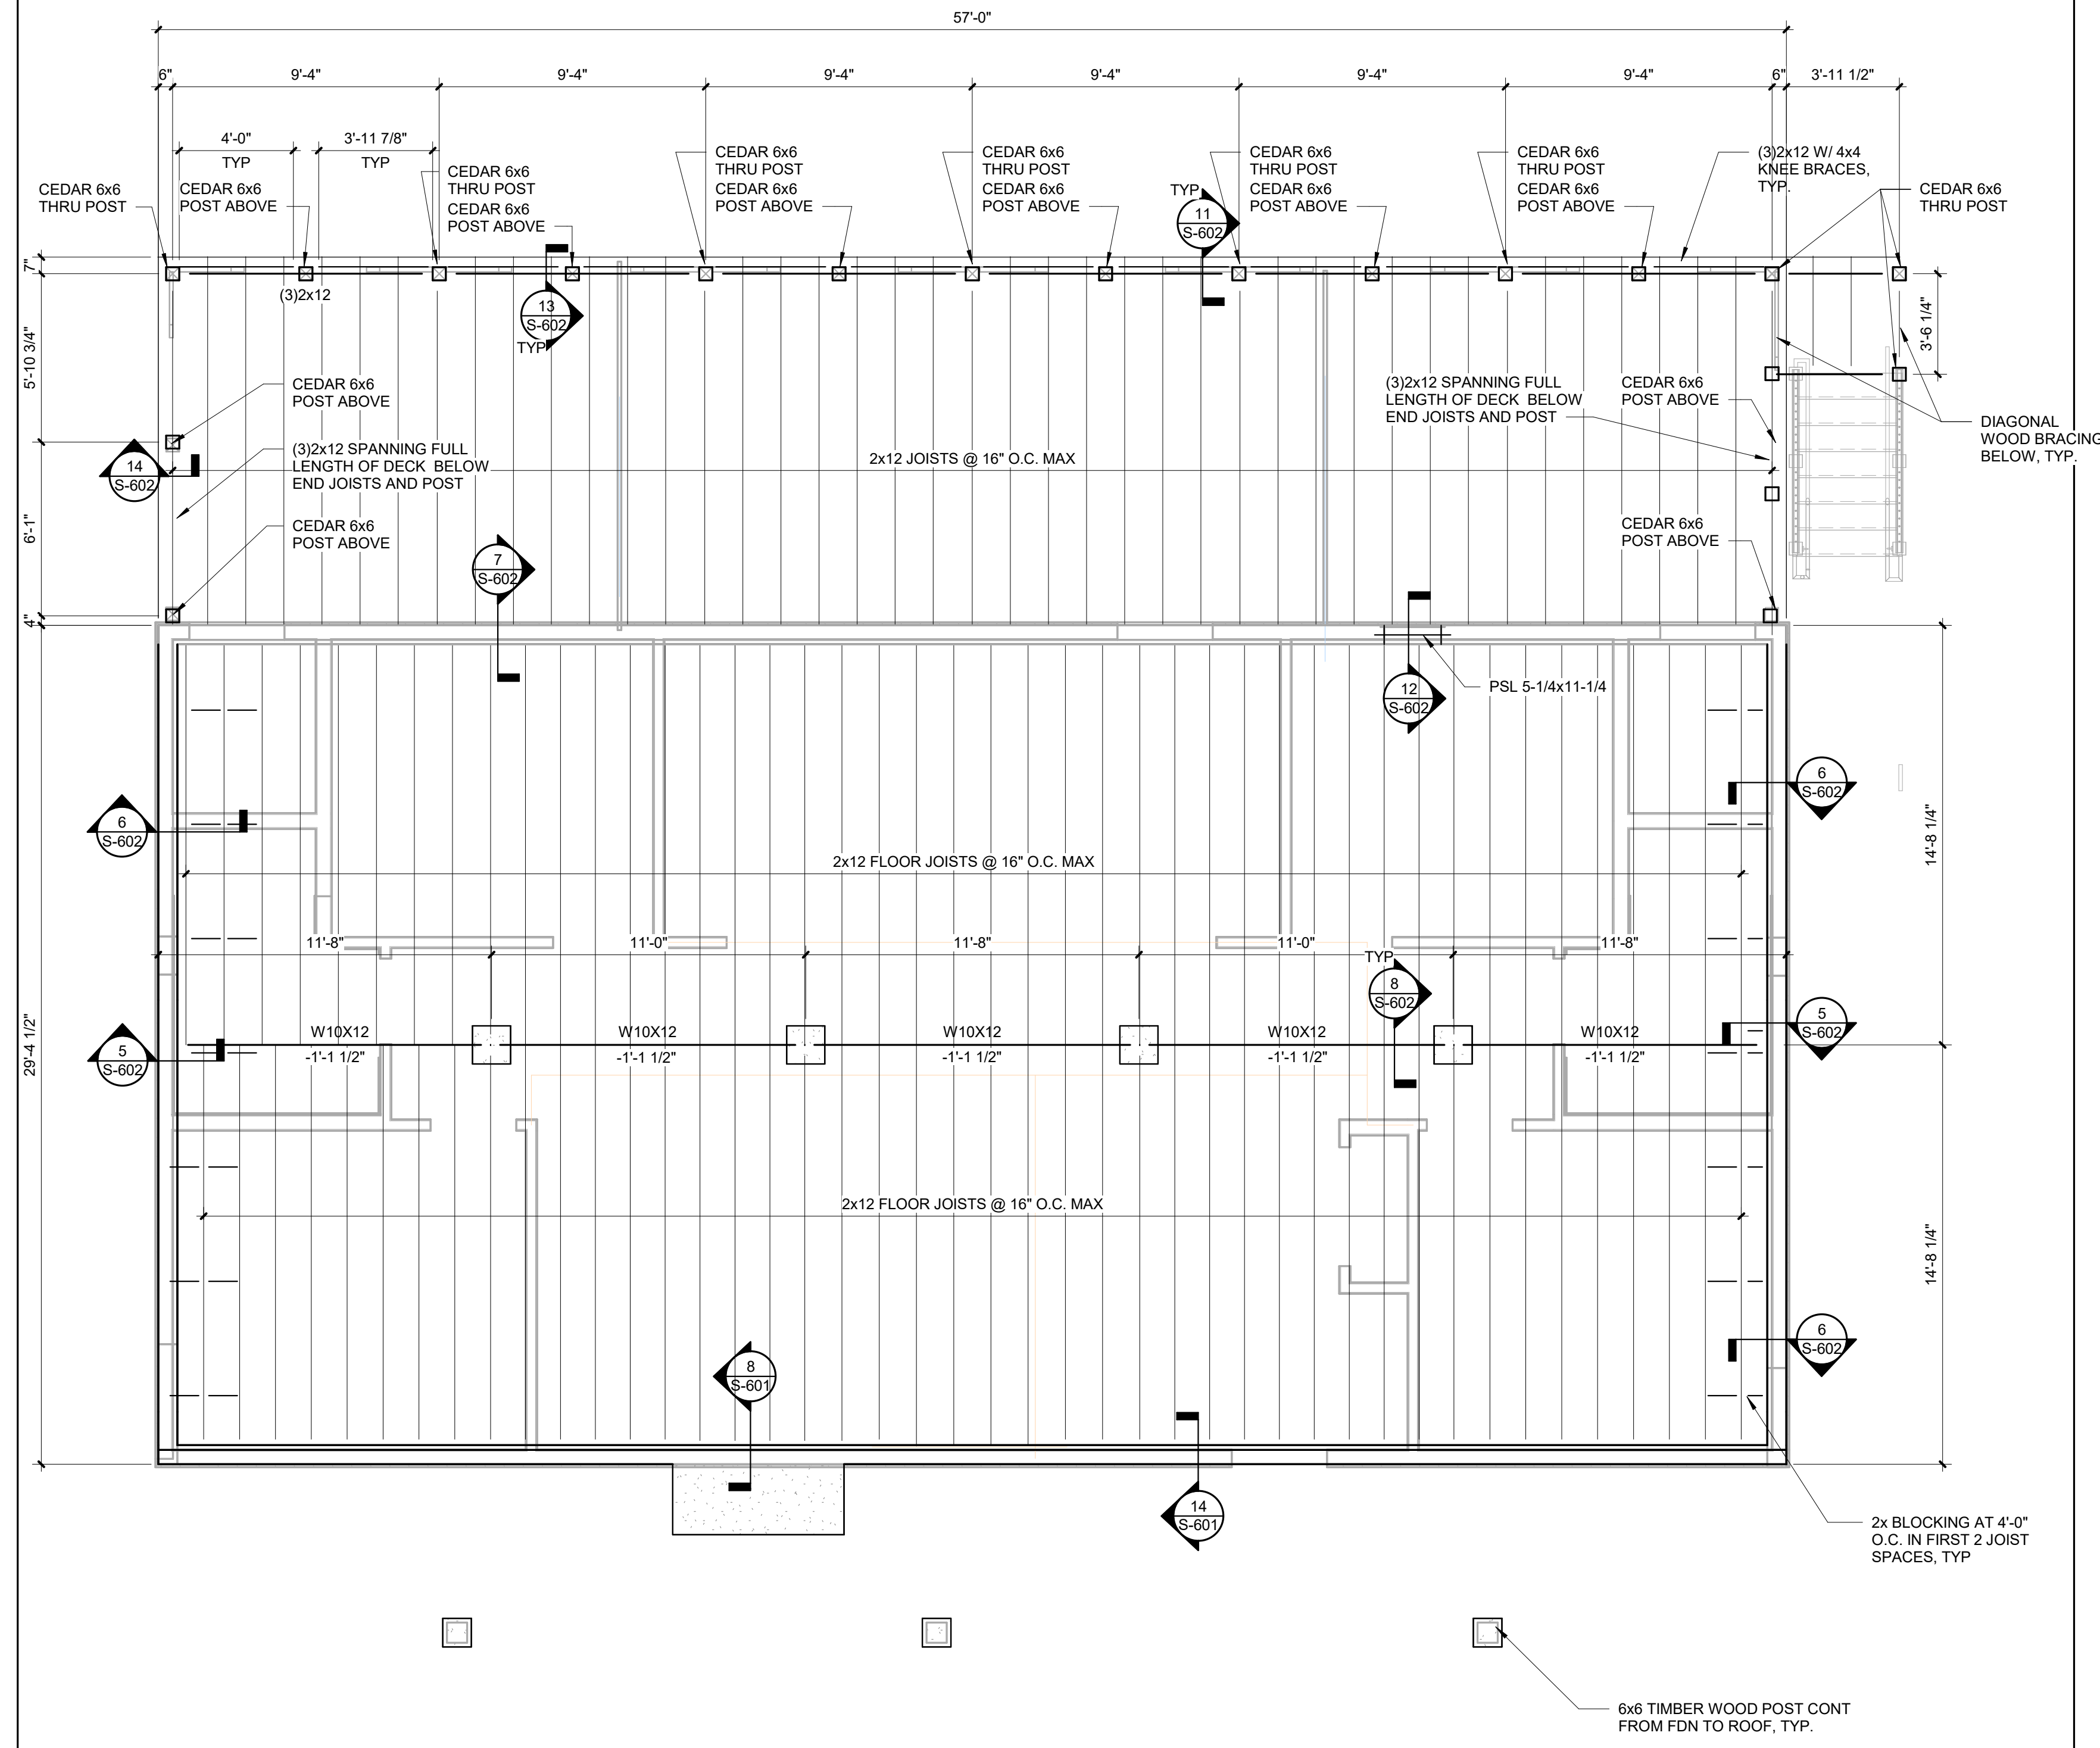 57'-0"
6"
9'-4"
9'-4"
9'-4"
9'-4"
9'-4"
9'-4"
6"
3'-11 1/2"
4'-0"
TYP
3'-11 7/8"
TYP
CEDAR 6x6
THRU POST
CEDAR 6x6
POST ABOVE
CEDAR 6x6
THRU POST
CEDAR 6x6
POST ABOVE
CEDAR 6x6
THRU POST
CEDAR 6x6
POST ABOVE
CEDAR 6x6
THRU POST
CEDAR 6x6
POST ABOVE
TYP
11
S-602
CEDAR 6x6
THRU POST
CEDAR 6x6
POST ABOVE
CEDAR 6x6
THRU POST
CEDAR 6x6
POST ABOVE
(3)2x12 W/ 4x4
KNEE BRACES,
TYP.
CEDAR 6x6
THRU POST
7"
(3)2x12
13
S-602
TYP
5'-10 3/4"
3'-6 1/4"
CEDAR 6x6
POST ABOVE
(3)2x12 SPANNING FULL
LENGTH OF DECK BELOW
END JOISTS AND POST
CEDAR 6x6
POST ABOVE
DIAGONAL
WOOD BRACING
BELOW, TYP.
14
S-602
(3)2x12 SPANNING FULL
LENGTH OF DECK BELOW
END JOISTS AND POST
2x12 JOISTS @ 16" O.C. MAX
6'-1"
CEDAR 6x6
POST ABOVE
CEDAR 6x6
POST ABOVE
7
S-602
4"
12
S-602
PSL 5-1/4x11-1/4
6
S-602
6
S-602
14'-8 1/4"
2x12 FLOOR JOISTS @ 16" O.C. MAX
11'-8"
11'-0"
11'-8"
11'-0"
11'-8"
TYP
8
S-602
29'-4 1/2"
5
S-602
W10X12
-1'-1 1/2"
W10X12
-1'-1 1/2"
W10X12
-1'-1 1/2"
W10X12
-1'-1 1/2"
W10X12
-1'-1 1/2"
5
S-602
2x12 FLOOR JOISTS @ 16" O.C. MAX
14'-8 1/4"
6
S-602
8
S-601
14
S-601
2x BLOCKING AT 4'-0"
O.C. IN FIRST 2 JOIST
SPACES, TYP
6x6 TIMBER WOOD POST CONT
FROM FDN TO ROOF, TYP.